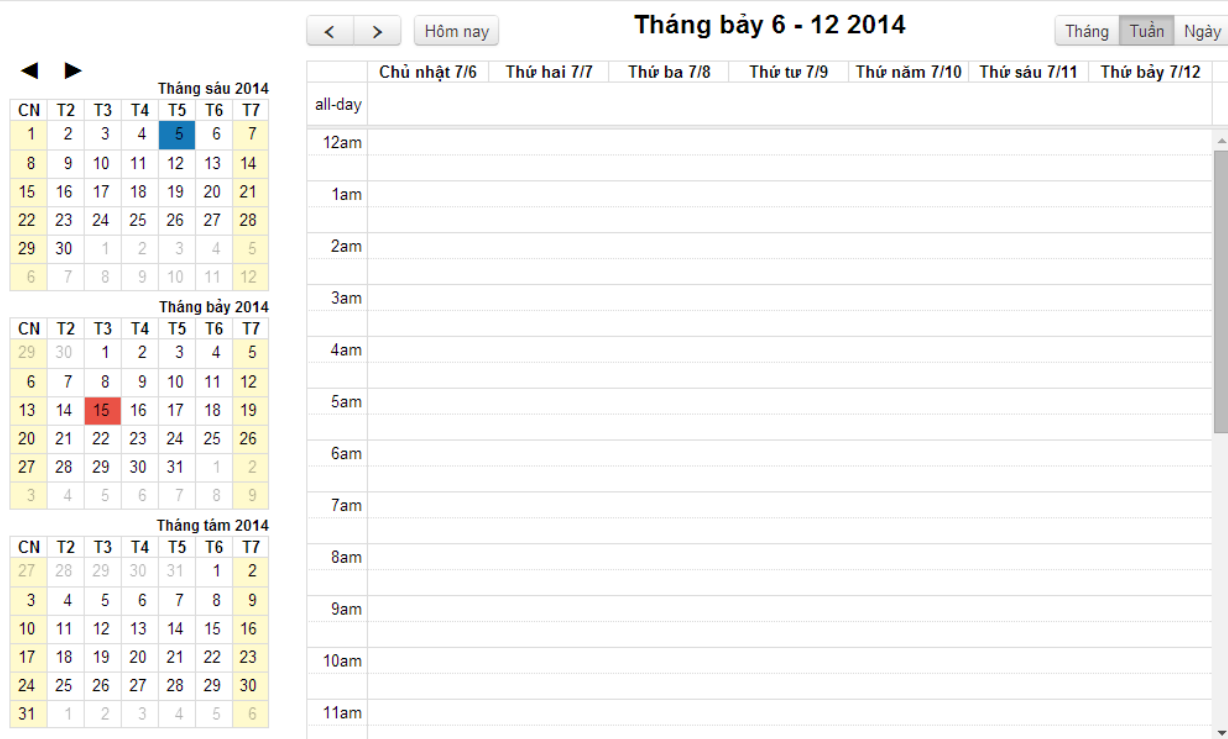 Tháng sáu 2014
CN T2 T3 T4 T5 T6 T7
1 2 3 4 5 6 7
8 9 10 11 12 13 14
15 16 17 18 19 20 21
22 23 24 25 26 27 28
29 30 1 2 3 4 5
6 7 8 9 10 11 12
Tháng bảy 2014
CN T2 T3 T4 T5 T6 T7
29 30 1 2 3 4 5
6 7 8 9 10 11 12
13 14 15 16 17 18 19
20 21 22 23 24 25 26
27 28 29 30 31 1 2
3 4 5 6 7 8 9
Tháng tám 2014
CN T2 T3 T4 T5 T6 T7
27 28 29 30 31 1 2
3 4 5 6 7 8 9
10 11 12 13 14 15 16
17 18 19 20 21 22 23
24 25 26 27 28 29 30
31 1 2 3 4 5 6
Hôm nay
Tháng bảy 6 - 12 2014
Tháng Tuần Ngày
Chủ nhật 7/6 Thứ hai 7/7 Thứ ba 7/8 Thứ tư 7/9 Thứ năm 7/10 Thứ sáu 7/11 Thứ bảy 7/12
all-day
12am
1am
2am
3am
4am
5am
6am
7am
8am
9am
10am
11am